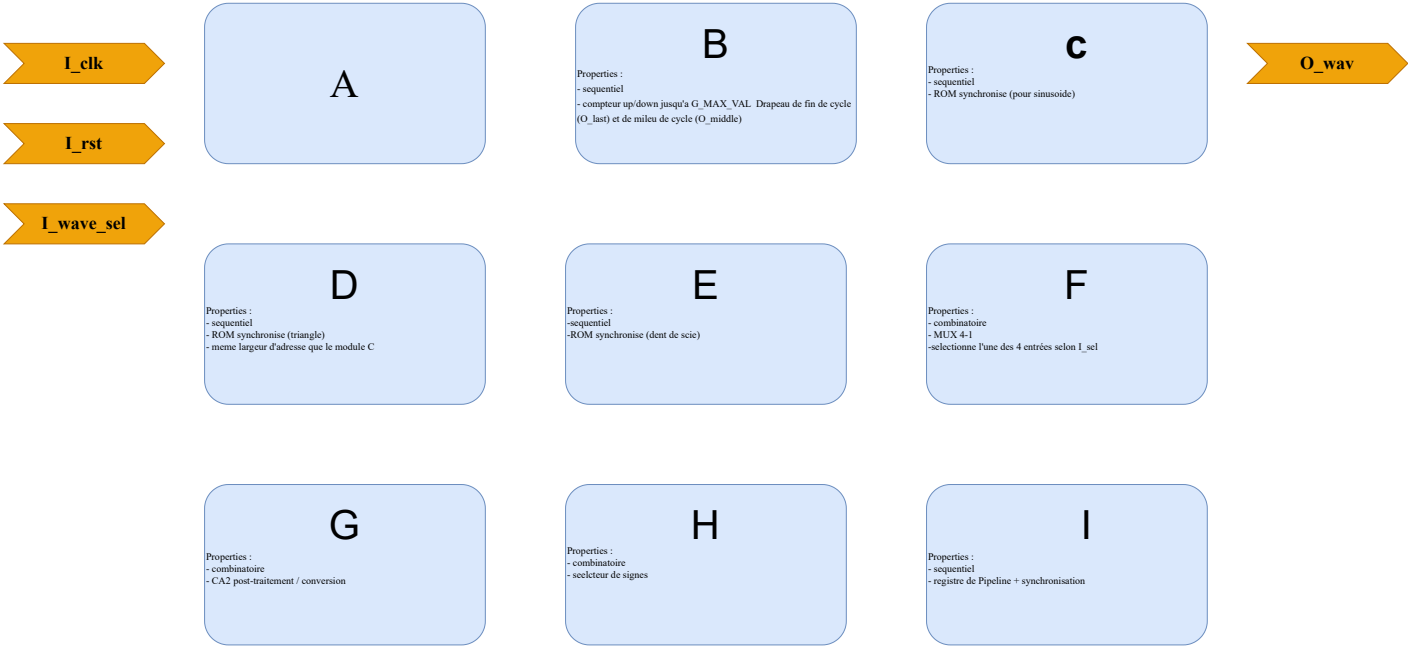 I_clk
I_rst
I_wave_sel
A
B
Properties :
- sequentiel
- compteur up/down jusqu'a G_MAX_VAL Drapeau de fin de cycle
(O_last) et de mileu de cycle (O_middle)
c
Properties :
- sequentiel
- ROM synchronise (pour sinusoide)
O_wav
D
Properties :
- sequentiel
- ROM synchronise (triangle)
- meme largeur d'adresse que le module C
E
Properties :
-sequentiel
-ROM synchronise (dent de scie)
F
Properties :
- combinatoire
- MUX 4-1
-selectionne l'une des 4 entrées selon I_sel
G
Properties :
- combinatoire
- CA2 post-traitement / conversion
H
Properties :
- combinatoire
- seelcteur de signes
I
Properties :
- sequentiel
- registre de Pipeline + synchronisation